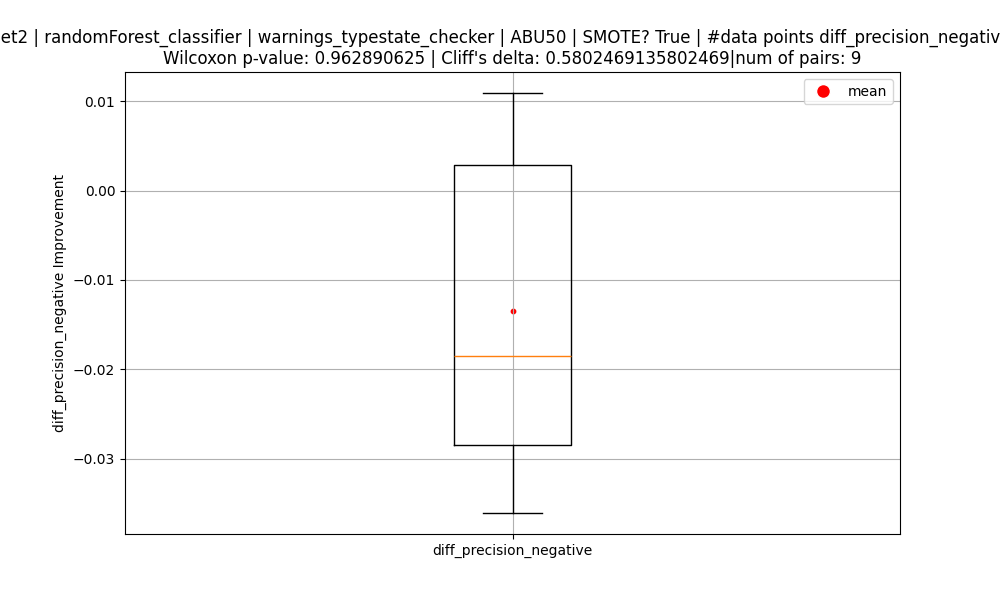 et2 | randomForest_classifier | warnings_typestate_checker | ABU50 | SMOTE? True | #data points diff_precision_negativ
Wilcoxon p-value: 0.962890625 | Cliff's delta: 0.5802469135802469|num of pairs: 9
mean
0.01
0.00
−0.01
−0.02
−0.03
diff_precision_negative Improvement
diff_precision_negative